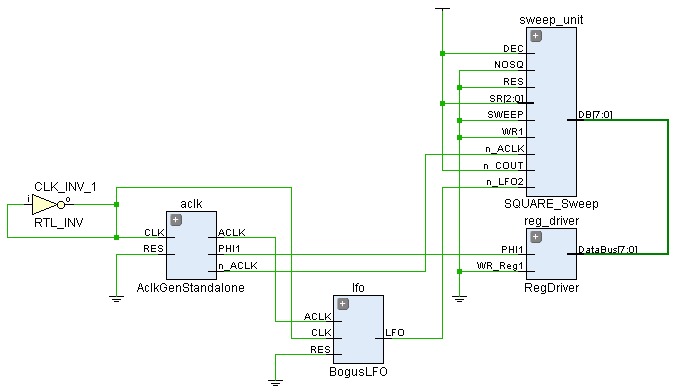 sweep_unit
DEC
NOSQ
RES
SR[2:0]
SWEEP
WR1
n_ACLK
n_COUT
n_LFO2
DB[7:0]
SQUARE_Sweep
CLK_INV_1
i
o
RTL_INV
aclk
CLK
RES
ACLK
PHI1
n_ACLK
AclkGenStandalone
reg_driver
PHI1
WR_Reg1
DataBus[7:0]
RegDriver
lfo
ACLK
CLK
RES
LFO
BogusLFO